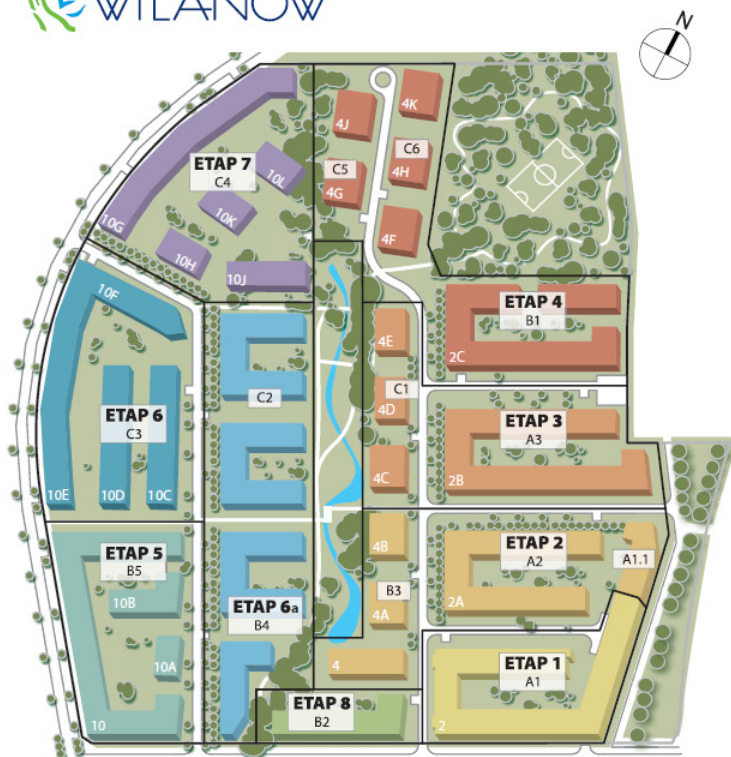 WILANOW
N
4K
4J
C6
ETAP 7
C4
10L
C5
4H
4G
10K
10G
4F
10H
10J
10F
ETAP 4
B1
4E
2C
C2
C1
4D
ETAP 6
C3
ETAP 3
A3
4C
2B
10E
10D
10C
ETAP 5
B5
4B
ETAP 2
A2
A1.1
10B
B3
ETAP 6a
B4
4A
2A
10A
4
ETAP 1
A1
ETAP 8
B2
10
2